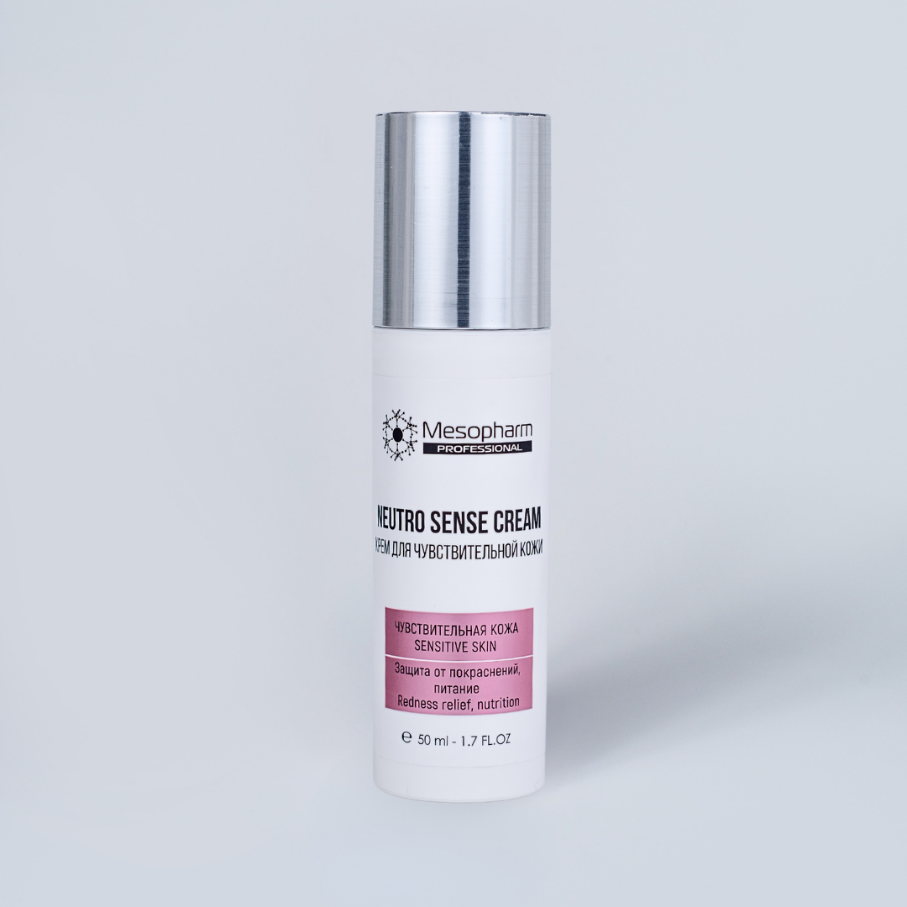 Mesopharm
PROFESSIONAL
NEUTRO SENSE CREAM
КРЕМ ДЛЯ ЧУВСТВИТЕЛЬНОЙ КОЖИ
ЧУВСТВИТЕЛЬНАЯ КОЖА
SENSITIVE SKIN
Защита от покраснений,
питание
Redness relief, nutrition
℮ 50 ml - 1.7 FL.OZ